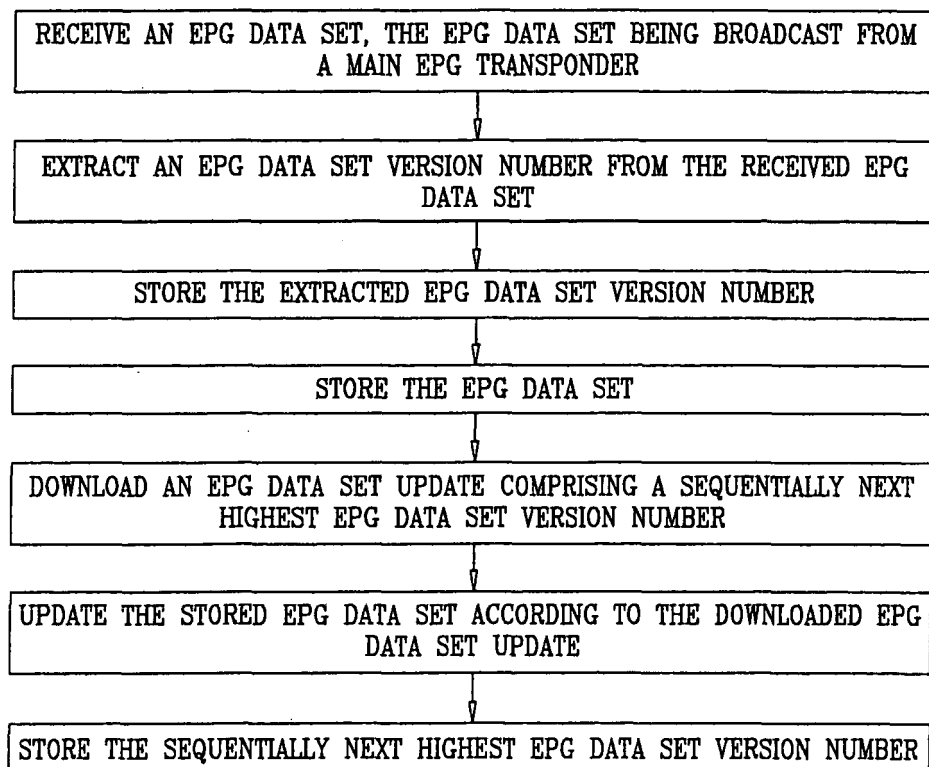 RECEIVE AN EPG DATA SET, THE EPG DATA SET BEING BROADCAST FROM
A MAIN EPG TRANSPONDER
EXTRACT AN EPG DATA SET VERSION NUMBER FROM THE RECEIVED EPG
DATA SET
STORE THE EXTRACTED EPG DATA SET VERSION NUMBER
STORE THE EPG DATA SET
DOWNLOAD AN EPG DATA SET UPDATE COMPRISING A SEQUENTIALLY NEXT
HIGHEST EPG DATA SET VERSION NUMBER
UPDATE THE STORED EPG DATA SET ACCORDING TO THE DOWNLOADED EPG
DATA SET UPDATE
STORE THE SEQUENTIALLY NEXT HIGHEST EPG DATA SET VERSION NUMBER